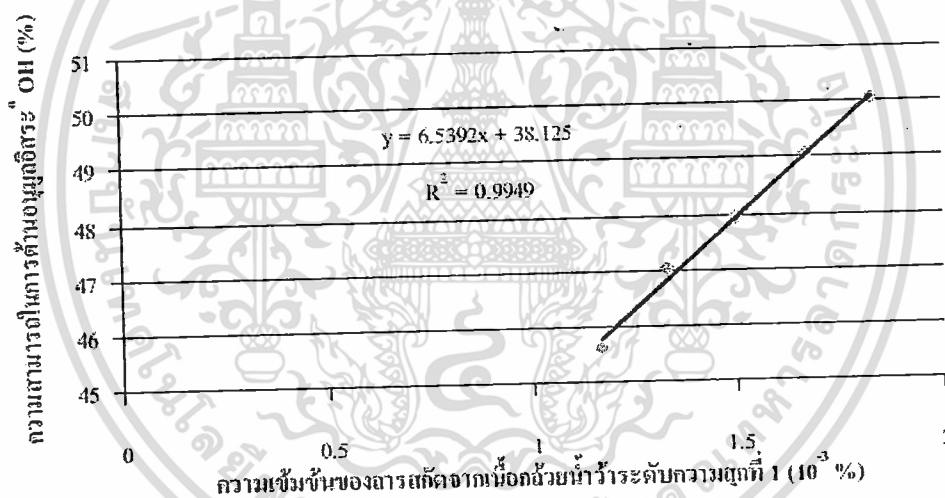 ความสามารถในการต้านอนุมูลอิสระ OH (%)
51
50
49
48
47
46
45
y = 6.5392x + 38.125
R² = 0.9949
0
0.5
1
1.5
ความเข้มข้นของสารสกัดจากเนื้อกล้วยน้ำว้าระดับความสุกที่ 1 (10⁻³ %)